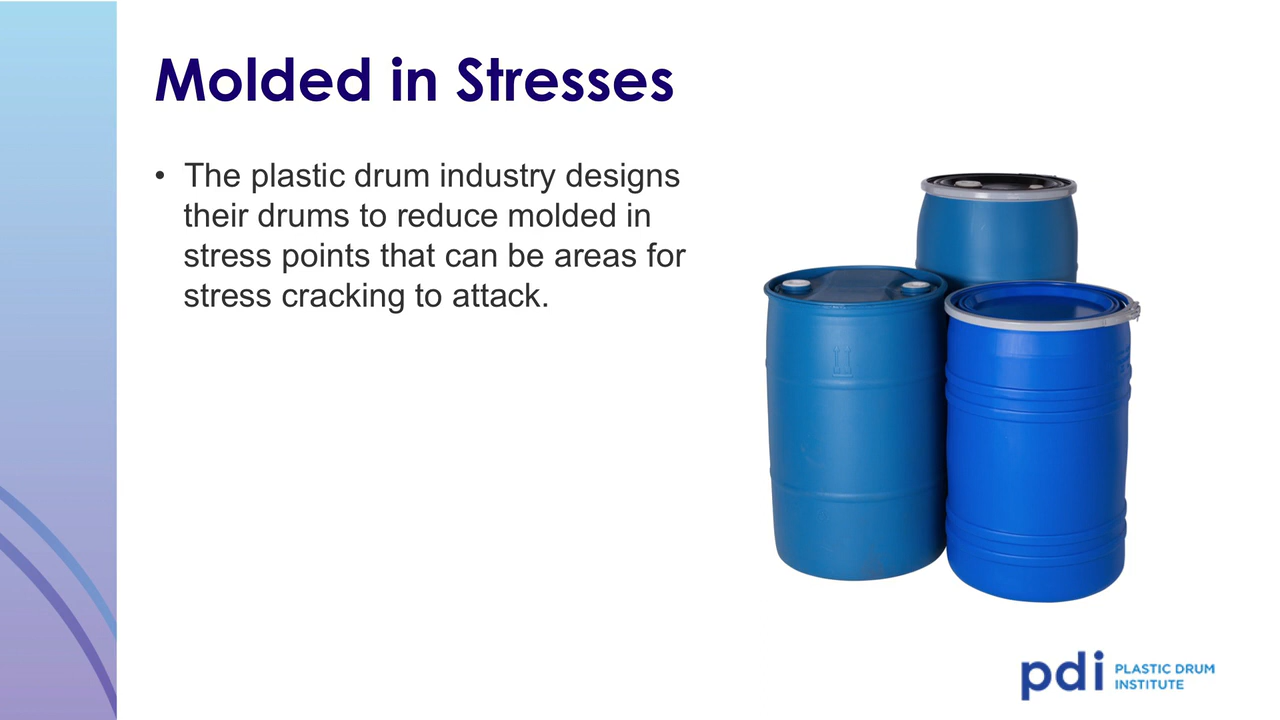 Molded in Stresses
• The plastic drum industry designs
their drums to reduce molded in
stress points that can be areas for
stress cracking to attack.
pdi PLASTIC DRUM
INSTITUTE